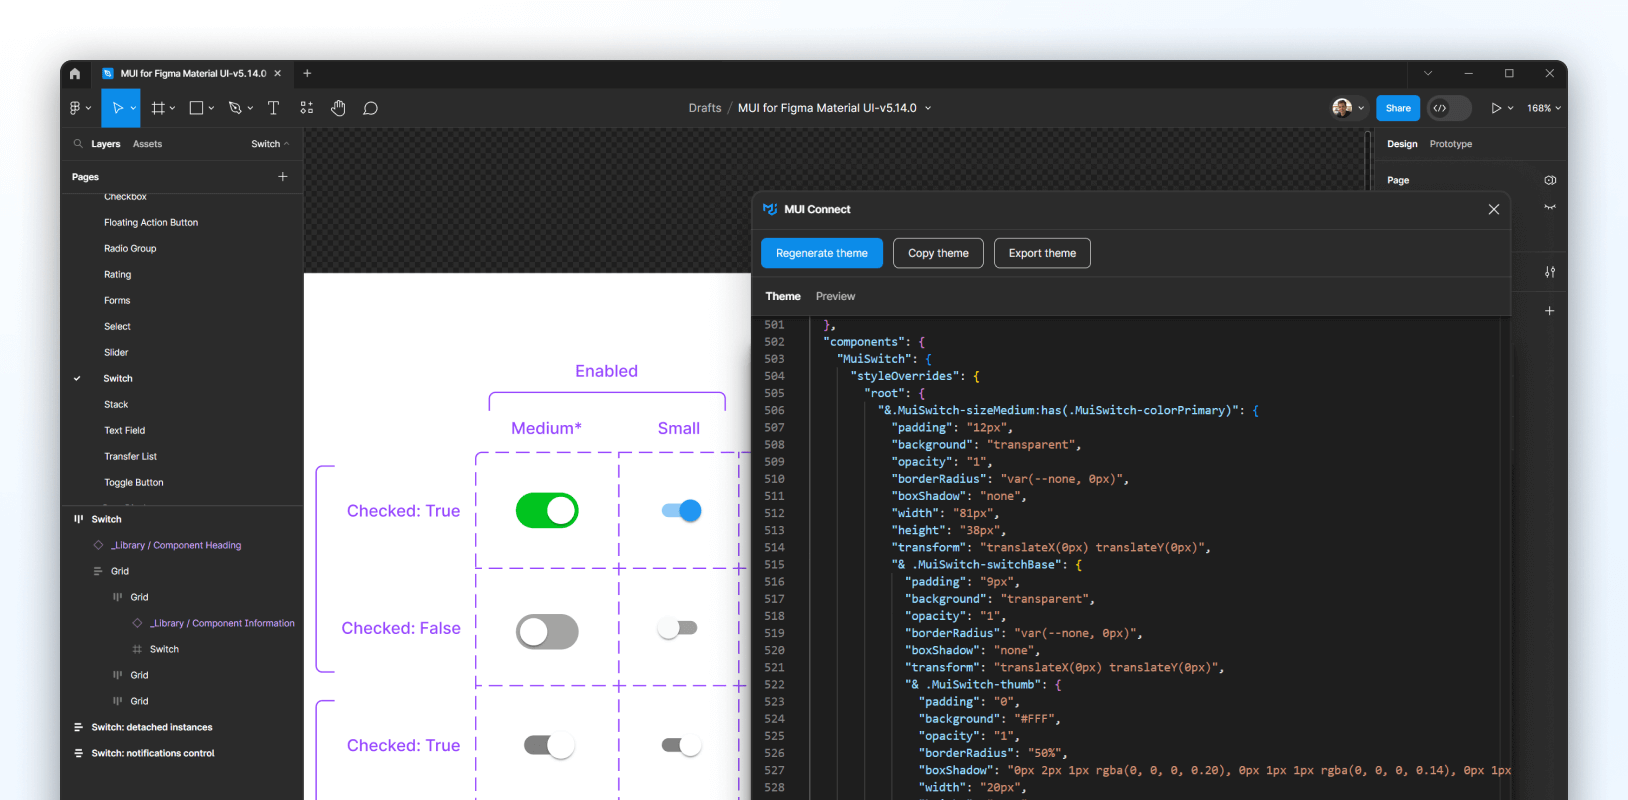 MUI for Figma Material UI-v5.14.0
Drafts / MUI for Figma Material UI-v5.14.0
Share
168%
Layers
Assets
Switch
Pages
Checkbox
Floating Action Button
Radio Group
Rating
Forms
Select
Slider
Switch
Stack
Text Field
Transfer List
Toggle Button
Switch
_Library / Component Heading
Grid
Grid
_Library / Component Information
Switch
Grid
Grid
Switch: detached instances
Switch: notifications control
Enabled
Medium*
Small
Checked: True
Checked: False
Checked: True
Design
Prototype
Page
MUI Connect
Regenerate theme
Copy theme
Export theme
Theme
Preview
501 },
502 "components": {
503 "MuiSwitch": {
504 "styleOverrides": {
505 "root": {
506 "&.MuiSwitch-sizeMedium:has(.MuiSwitch-colorPrimary)": {
507 "padding": "12px",
508 "background": "transparent",
509 "opacity": "1",
510 "borderRadius": "var(--none, 0px)",
511 "boxShadow": "none",
512 "width": "81px",
513 "height": "38px",
514 "transform": "translateX(0px) translateY(0px)",
515 "& .MuiSwitch-switchBase": {
516 "padding": "9px",
517 "background": "transparent",
518 "opacity": "1",
519 "borderRadius": "var(--none, 0px)",
520 "boxShadow": "none",
521 "transform": "translateX(0px) translateY(0px)",
522 "& .MuiSwitch-thumb": {
523 "padding": "0",
524 "background": "#FFF",
525 "opacity": "1",
526 "borderRadius": "50%",
527 "boxShadow": "0px 2px 1px rgba(0, 0, 0, 0.20), 0px 1px 1px rgba(0, 0, 0, 0.14), 0px 1px
528 "width": "20px",